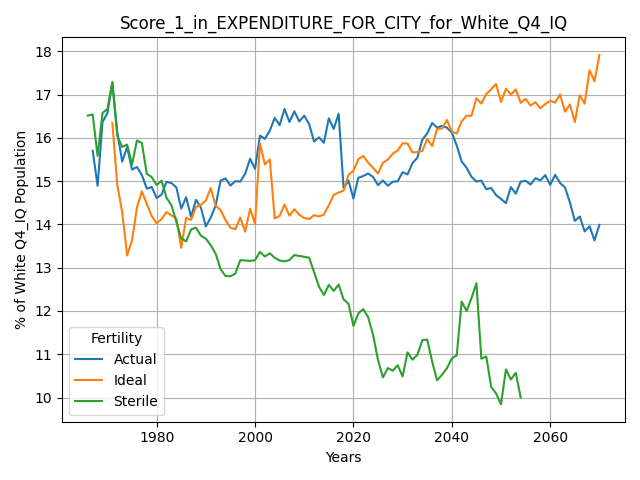 Score_1_in_EXPENDITURE_FOR_CITY_for_White_Q4_IQ
% of White Q4_IQ Population
18
17
16
15
14
13
12
11
10
Fertility
Actual
Ideal
Sterile
1980 2000 2020 2040 2060
Years